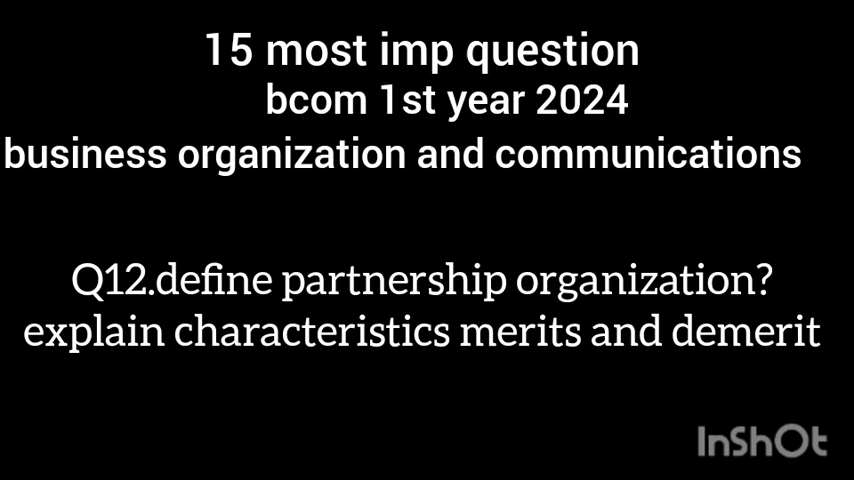 15 most imp question
bcom 1st year 2024
business organization and communications
Q12.define partnership organization?
explain characteristics merits and demerit
InShOt